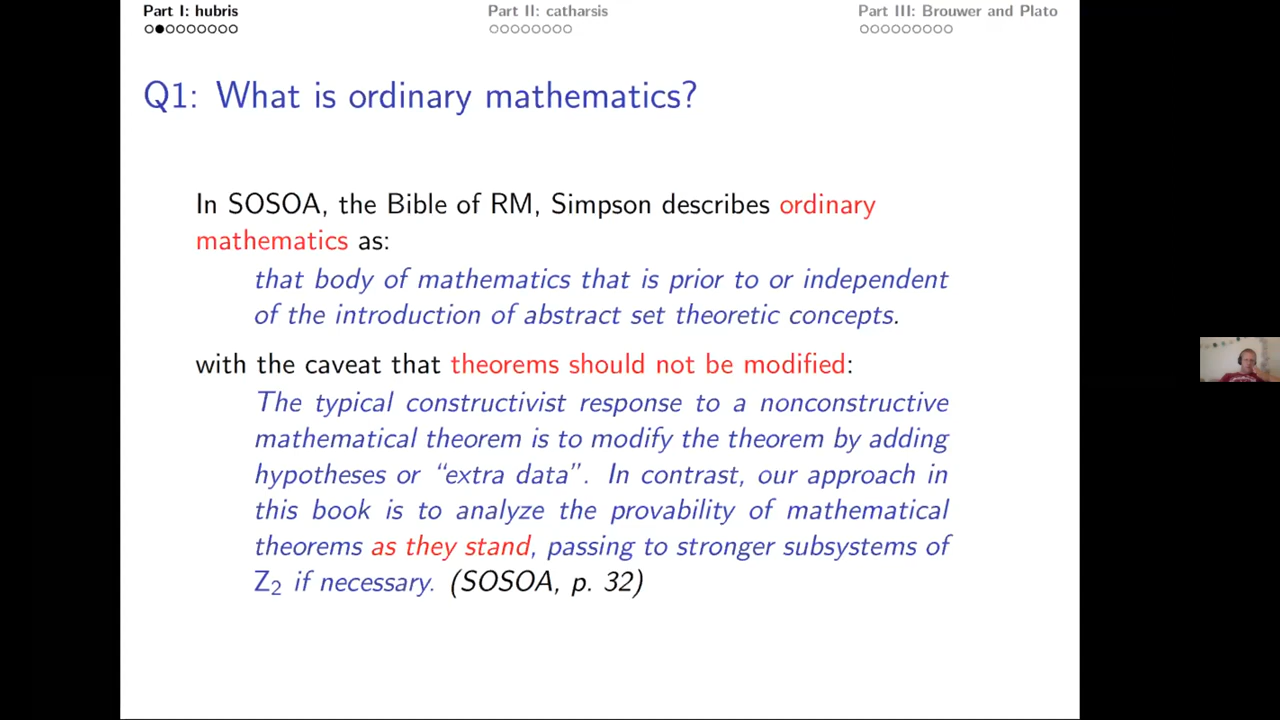 Part I: hubris Part II: catharsis Part III: Brouwer and Plato
Q1: What is ordinary mathematics?
In SOSOA, the Bible of RM, Simpson describes ordinary
mathematics as:
that body of mathematics that is prior to or independent
of the introduction of abstract set theoretic concepts.
with the caveat that theorems should not be modified:
The typical constructivist response to a nonconstructive
mathematical theorem is to modify the theorem by adding
hypotheses or “extra data”. In contrast, our approach in
this book is to analyze the provability of mathematical
theorems as they stand, passing to stronger subsystems of
Z₂ if necessary. (SOSOA, p. 32)